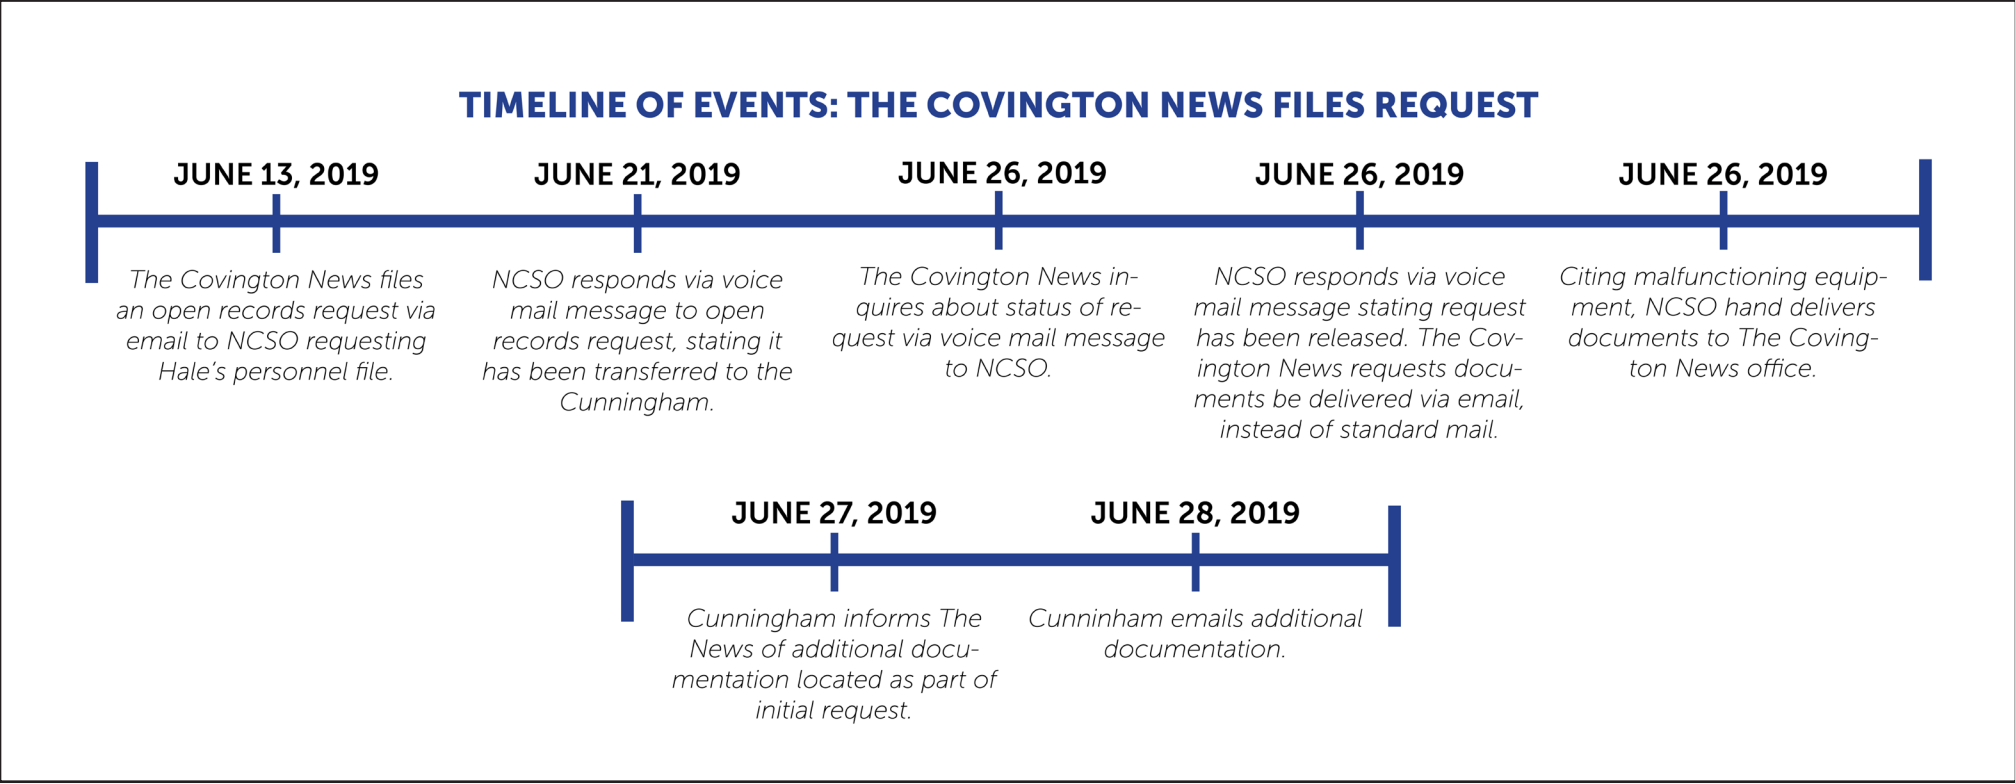 TIMELINE OF EVENTS: THE COVINGTON NEWS FILES REQUEST
JUNE 13, 2019
The Covington News files
an open records request via
email to NCSO requesting
Hale's personnel file.
JUNE 21, 2019
NCSO responds via voice
mail message to open
records request, stating it
has been transferred to the
Cunningham.
JUNE 26, 2019
The Covington News in-
quires about status of re-
quest via voice mail message
to NCSO.
JUNE 26, 2019
NCSO responds via voice
mail message stating request
has been released. The Cov-
ington News requests docu-
ments be delivered via email,
instead of standard mail.
JUNE 26, 2019
Citing malfunctioning equip-
ment, NCSO hand delivers
documents to The Coving-
ton News office.
JUNE 27, 2019
Cunningham informs The
News of additional docu-
mentation located as part of
initial request.
JUNE 28, 2019
Cunninham emails additional
documentation.